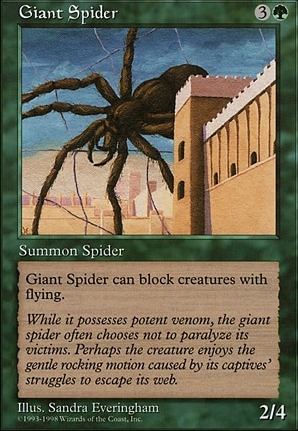 Giant Spider 3
Summon Spider
Giant Spider can block creatures with
flying.
While it possesses potent venom, the giant
spider often chooses not to paralyze its
victims. Perhaps the creature enjoys the
gentle rocking motion caused by its captives'
struggles to escape its web.
Illus. Sandra Everingham
©1993-1998 Wizards of the Coast, Inc.
2/4